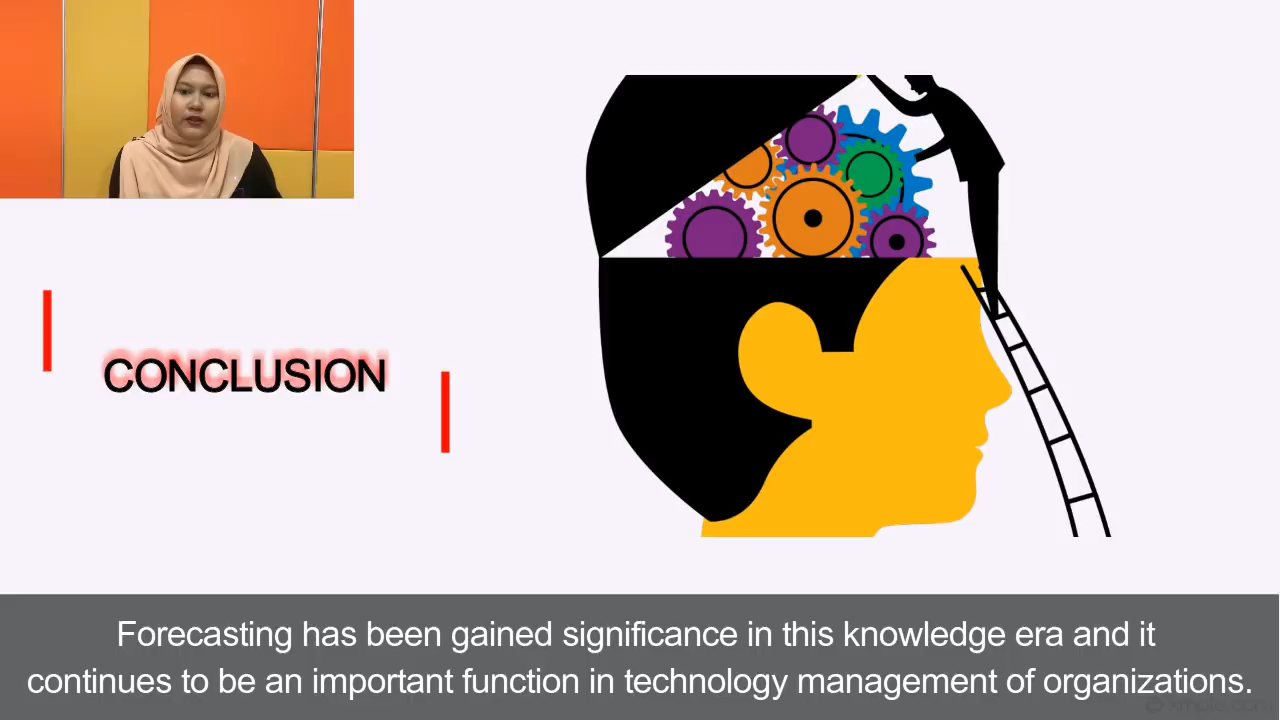 CONCLUSION
Forecasting has been gained significance in this knowledge era and it
continues to be an important function in technology management of organizations.